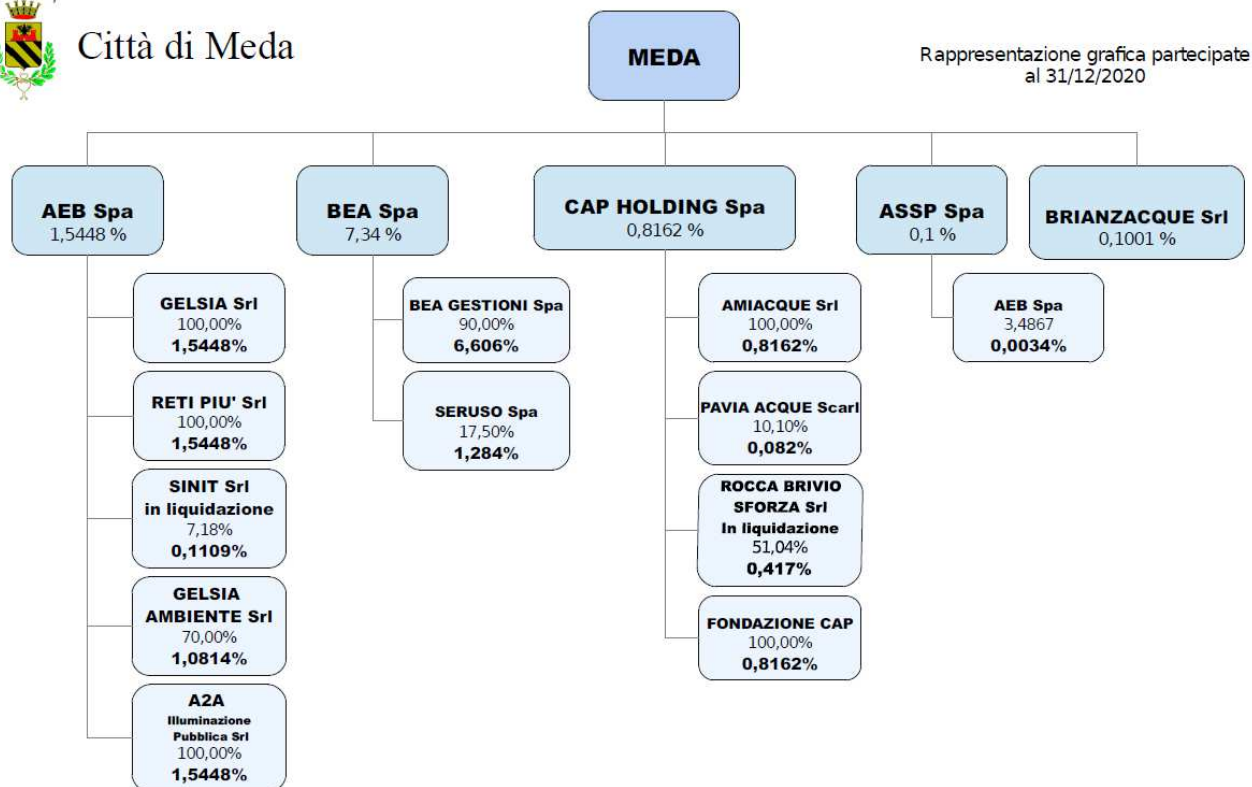 Città di Meda
MEDA
Rappresentazione grafica partecipate
al 31/12/2020
AEB Spa
1,5448 %
BEA Spa
7,34 %
CAP HOLDING Spa
0,8162 %
ASSP Spa
0,1 %
BRIANZACQUE Srl
0,1001 %
GELSIA Srl
100,00%
1,5448%
RETI PIU' Srl
100,00%
1,5448%
SINIT Srl
in liquidazione
7,18%
0,1109%
GELSIA
AMBIENTE Srl
70,00%
1,0814%
A2A
Illuminazione
Pubblica Srl
100,00%
1,5448%
BEA GESTIONI Spa
90,00%
6,606%
SERUSO Spa
17,50%
1,284%
AMIACQUE Srl
100,00%
0,8162%
PAVIA ACQUE Scarl
10,10%
0,082%
ROCCA BRIVIO
SFORZA Srl
In liquidazione
51,04%
0,417%
FONDAZIONE CAP
100,00%
0,8162%
AEB Spa
3,4867
0,0034%